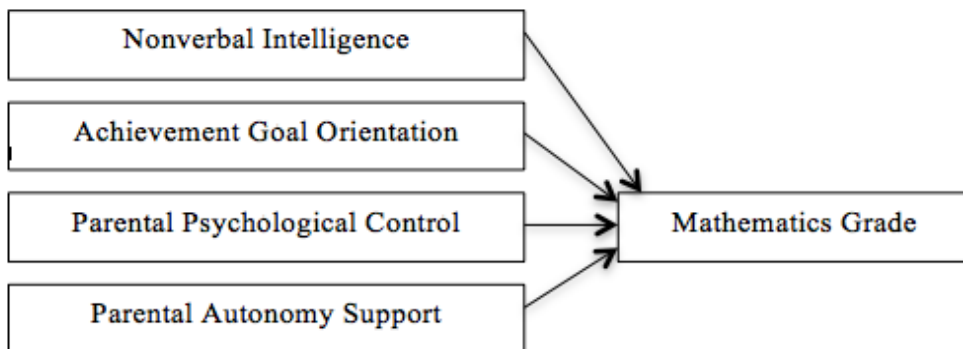 Nonverbal Intelligence
Achievement Goal Orientation
Parental Psychological Control
Mathematics Grade
Parental Autonomy Support